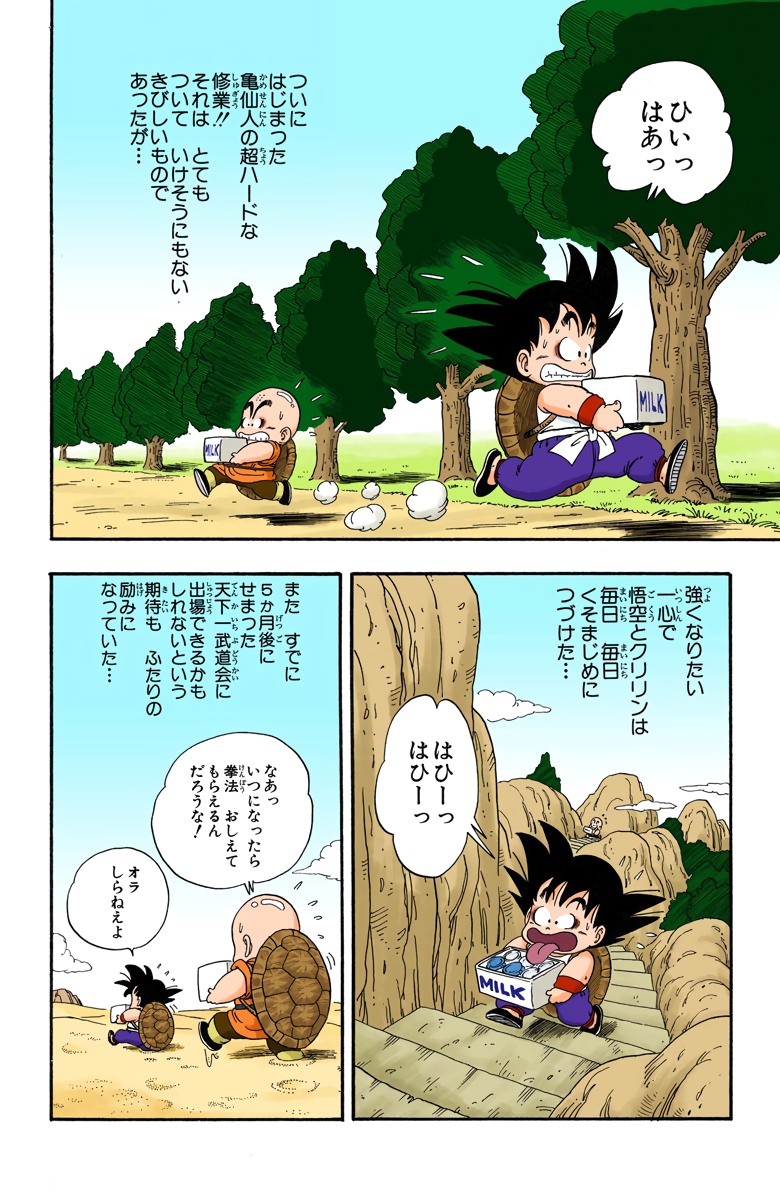 ついに
はじまった
亀仙人の超ハードな
修業!!
それは とても
ついて いけそうにもない
きびしいもので
あったが…
ひいっ
はあっ
MILK
MILK
強くなりたい
一心で
悟空とクリリンは
毎日 毎日
くそまじめに
つづけた…
はひーっ
はひーっ
MILK
また すでに
5か月後に
せまった
天下一武道会に
出場できるかも
しれないという
期待も ふたりの
励みに
なっていた…
なあっ
いつになったら
拳法 おしえて
もらえるん
だろうな!
オラ
しらねえよ